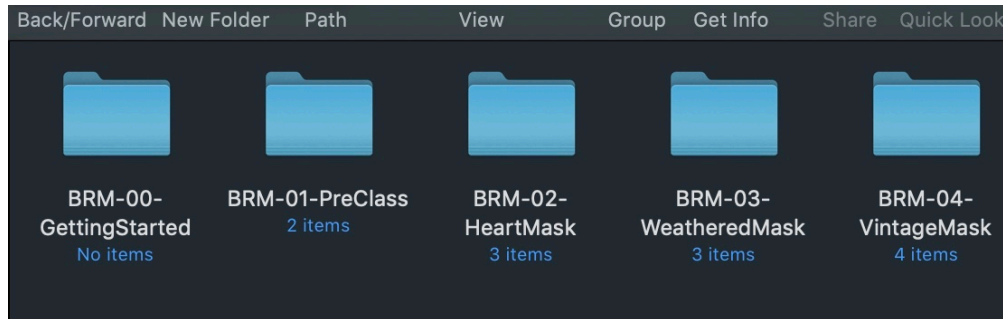 Back/Forward New Folder Path View Group Get Info Share Quick Look
BRM-00-
GettingStarted
No items
BRM-01-PreClass
2 items
BRM-02-
HeartMask
3 items
BRM-03-
WeatheredMask
3 items
BRM-04-
VintageMask
4 items